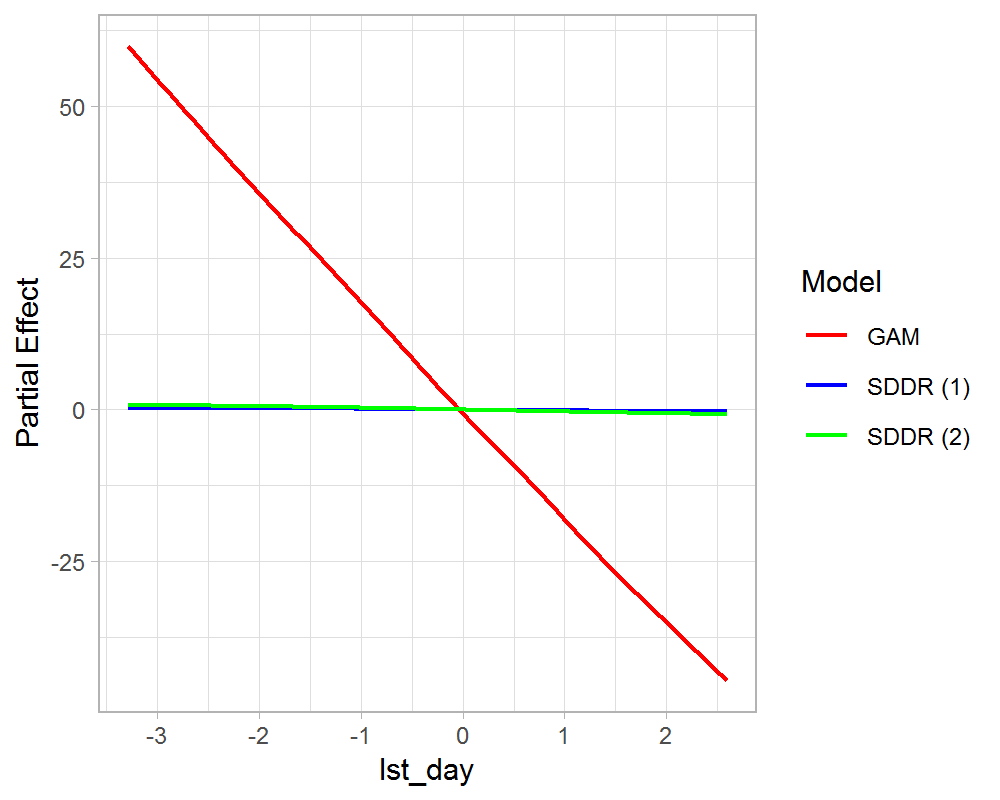 Partial Effect
50
25
0
-25
-3 -2 -1 0 1 2
lst_day
Model
GAM
SDDR (1)
SDDR (2)